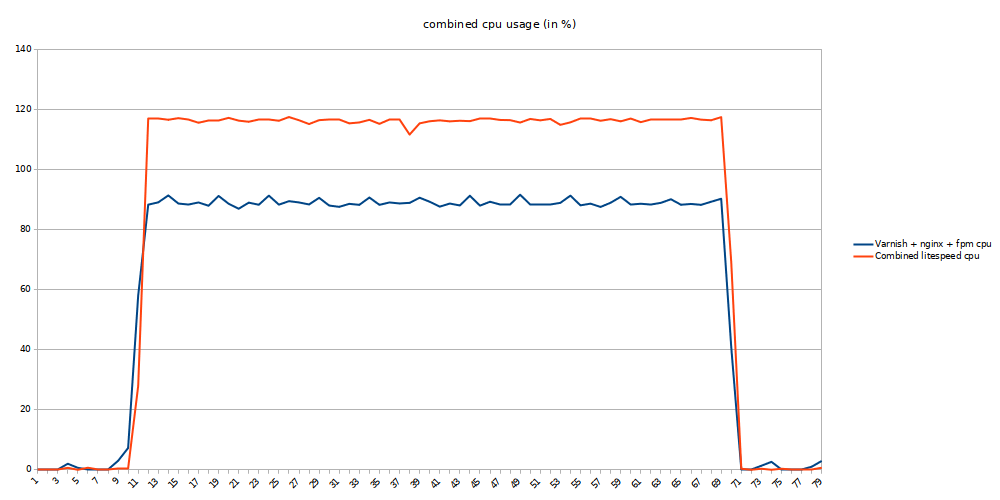 combined cpu usage (in %)
140
120
100
80
60
40
20
0
Varnish + nginx + fpm cpu
Combined litespeed cpu
1 3 5 7 9 11 13 15 17 19 21 23 25 27 29 31 33 35 37 39 41 43 45 47 49 51 53 55 57 59 61 63 65 67 69 71 73 75 77 79